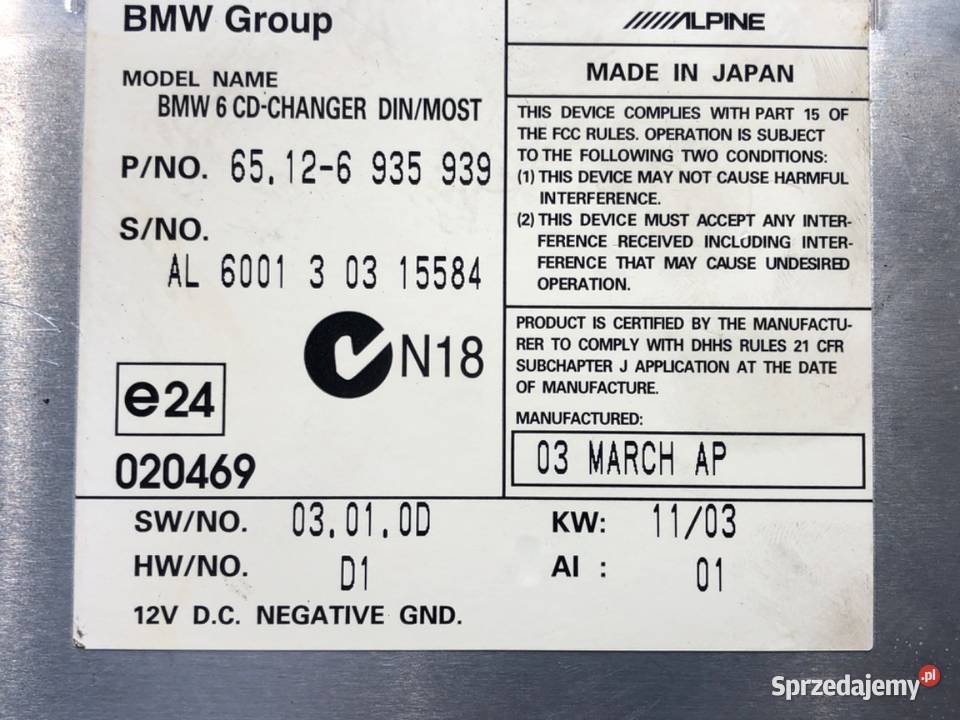 BMW Group
MODEL NAME
BMW 6 CD-CHANGER DIN/MOST
P/NO. 65.12-6 935 939
S/NO.
AL 6001 3 03 15584
N18
e24
020469
ALPINE
MADE IN JAPAN
THIS DEVICE COMPLIES WITH PART 15 OF
THE FCC RULES. OPERATION IS SUBJECT
TO THE FOLLOWING TWO CONDITIONS:
(1) THIS DEVICE MAY NOT CAUSE HARMFUL
INTERFERENCE.
(2) THIS DEVICE MUST ACCEPT ANY INTER-
FERENCE RECEIVED INCLUDING INTER-
FERENCE THAT MAY CAUSE UNDESIRED
OPERATION.
PRODUCT IS CERTIFIED BY THE MANUFACTU-
RER TO COMPLY WITH DHHS RULES 21 CFR
SUBCHAPTER J APPLICATION AT THE DATE
OF MANUFACTURE.
MANUFACTURED:
03 MARCH AP
SW/NO. 03.01.0D KW: 11/03
HW/NO. D1 AI : 01
12V D.C. NEGATIVE GND.
Sprzedajemy.pl